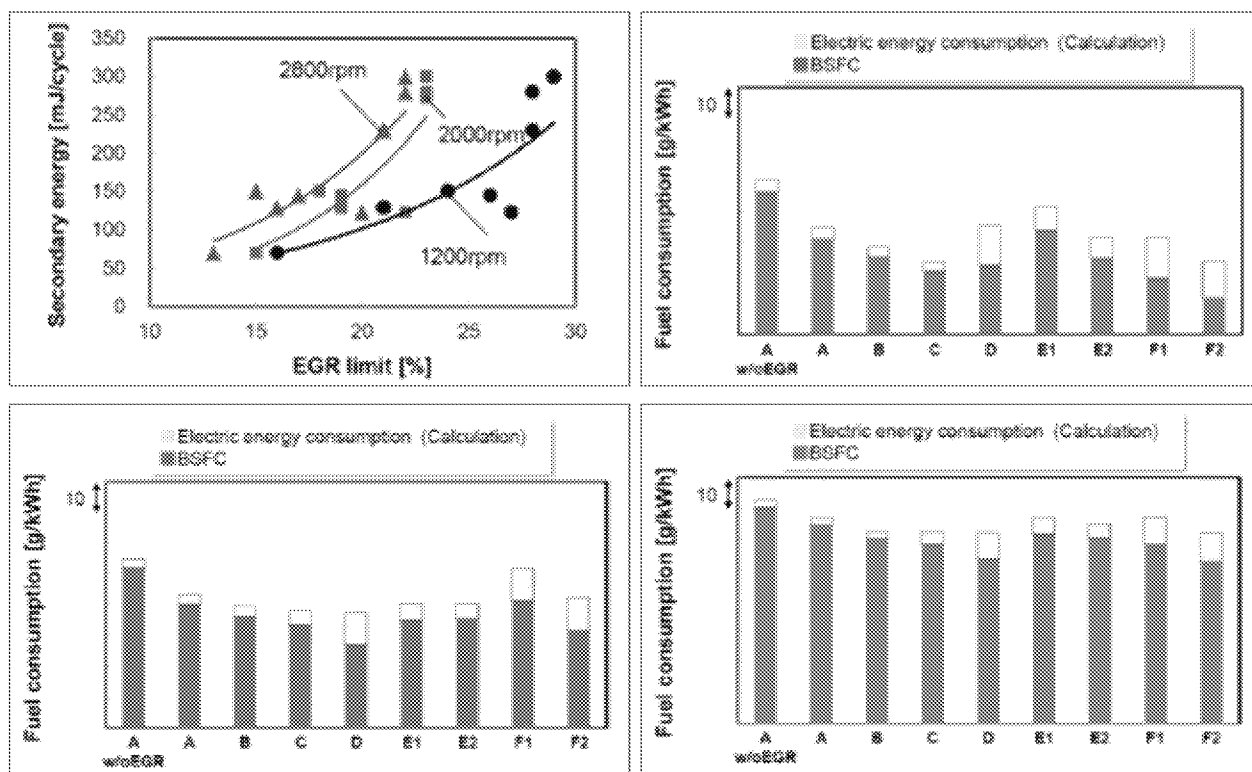 Secondary energy [mJ/cycle]
350
300
250
200
150
100
50
0
2800rpm
2000rpm
1200rpm
10 15 20 25 30
EGR limit [%]
Electric energy consumption (Calculation)
BSFC
Fuel consumption [g/kWh]
10
A A B C D E1 E2 F1 F2
w/oEGR
Electric energy consumption (Calculation)
BSFC
Fuel consumption [g/kWh]
10
A A B C D E1 E2 F1 F2
w/oEGR
Electric energy consumption (Calculation)
BSFC
Fuel consumption [g/kWh]
10
A A B C D E1 E2 F1 F2
w/oEGR